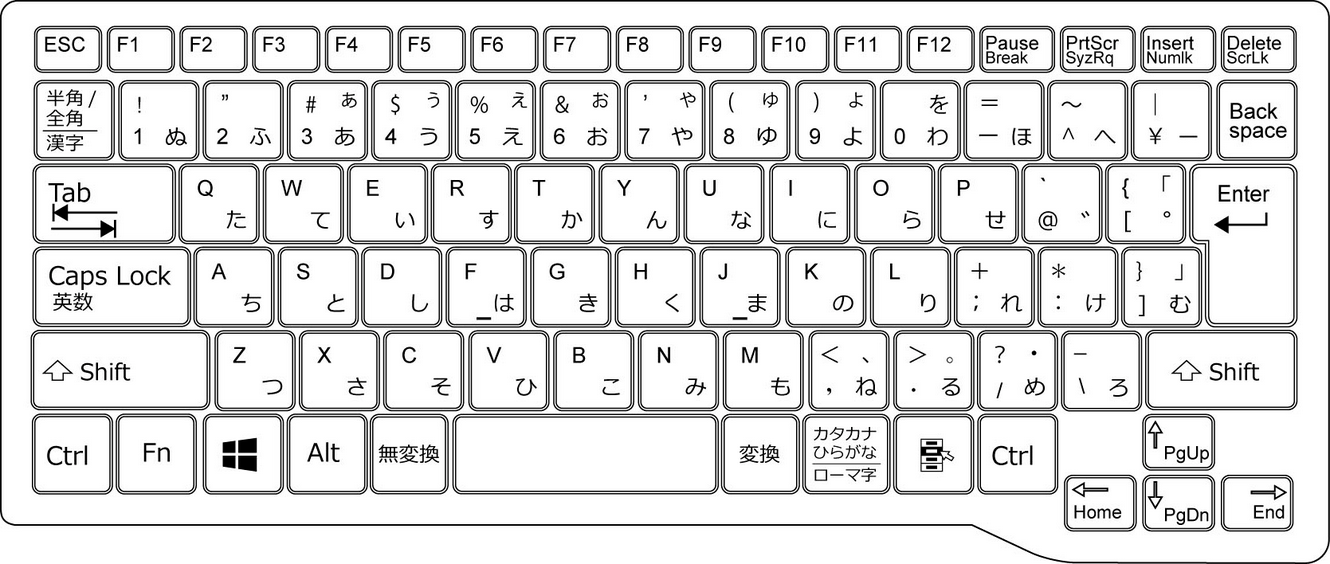 ESC F1 F2 F3 F4 F5 F6 F7 F8 F9 F10 F11 F12 Pause PrtScr Insert Delete
Break SyzRq Numlk ScrLk
半角/ ! ” # ぁ $ ぅ % ぇ & ぉ ’ ゃ ( ゅ ) ょ を = ～ |
全角 1 ぬ 2 ふ 3 あ 4 う 5 え 6 お 7 や 8 ゆ 9 よ 0 わ ー ほ ^ へ ¥ ー Back
漢字 space
Tab Q W E R T Y U I O P ` { 「 Enter
た て い す か ん な に ら せ @ ゛ [ °
Caps Lock A S D F G H J K L + * } 」
英数 ち と し _は き く _ま の り ; れ : け ] む
Shift Z X C V B N M < 、 > 。 ? ・ − Shift
つ さ そ ひ こ み も , ね . る / め \ ろ
Ctrl Fn Alt 無変換 変換 カタカナ Ctrl
ひらがな
ローマ字
PgUp
Home PgDn End